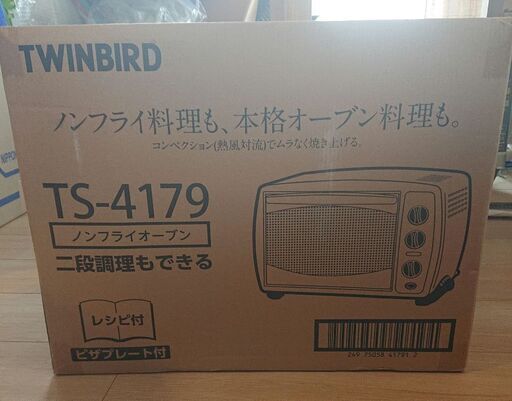 TWINBIRD
ノンフライ料理も、本格オーブン料理も。
コンベクション(熱風対流)でムラなく焼き上げる。
TS-4179
ノンフライオーブン
二段調理もできる
レシピ付
ピザプレート付
NIPPON